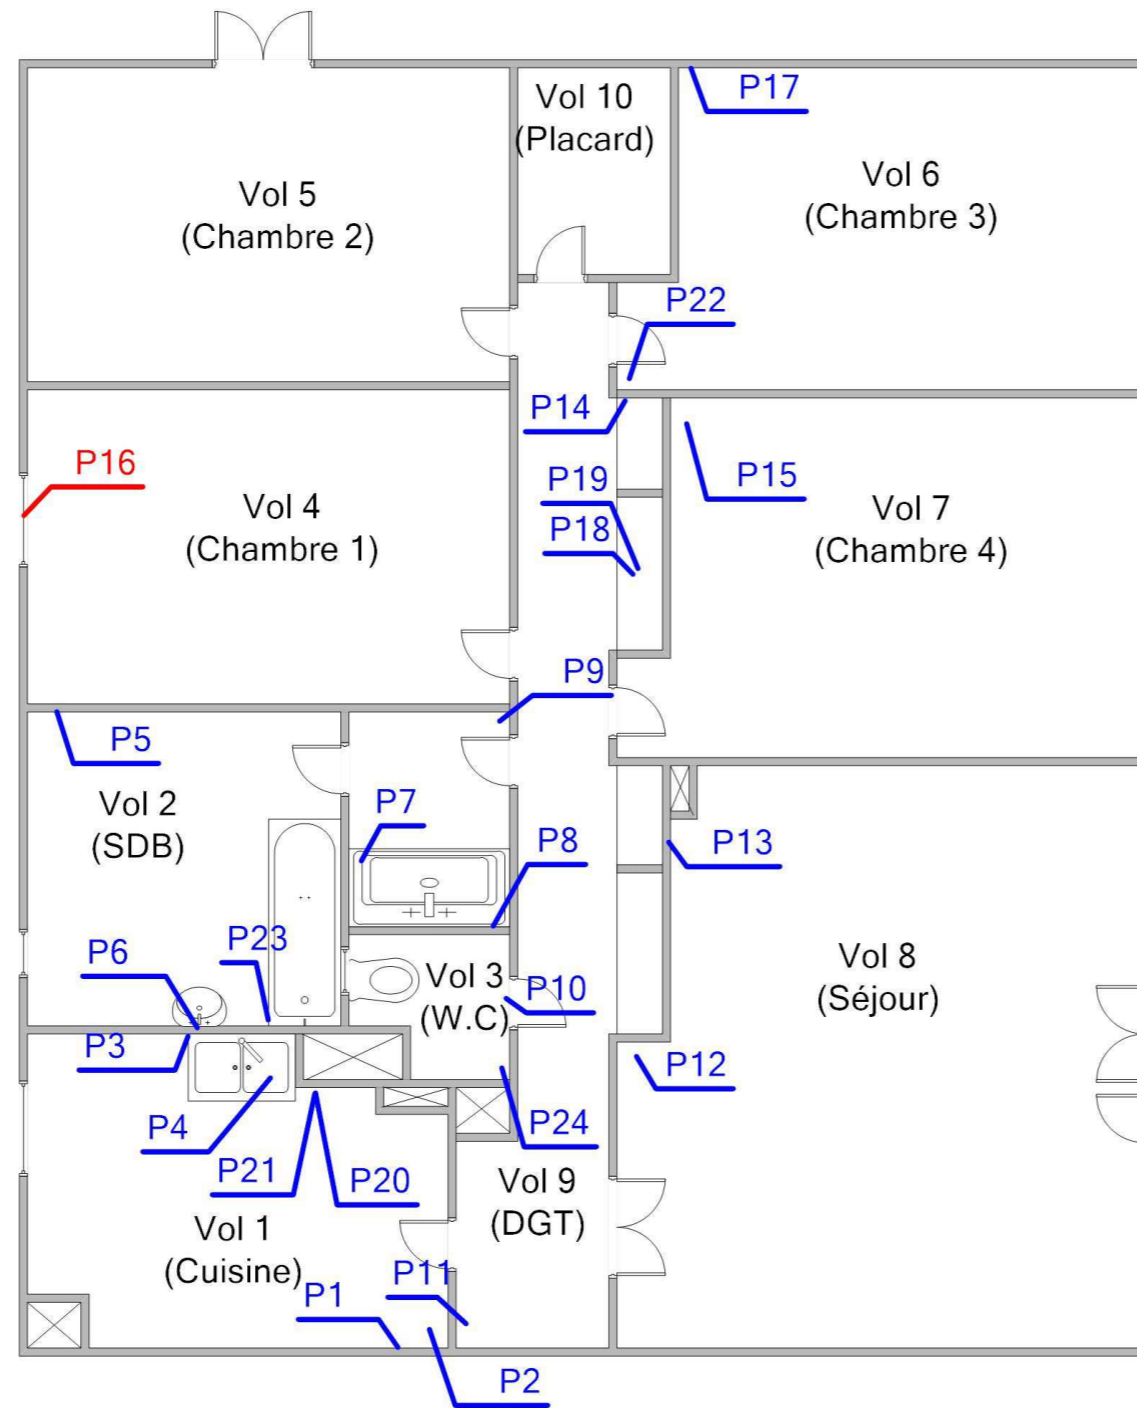 P17
Vol 10
(Placard)
Vol 6
(Chambre 3)
Vol 5
(Chambre 2)
P22
P14
P16
P19
P15
Vol 4
(Chambre 1)
P18
Vol 7
(Chambre 4)
P9
P5
Vol 2
(SDB)
P7
P8
P13
P6
P23
Vol 3
(W.C)
P10
Vol 8
(Séjour)
P3
P12
P4
P24
P21
P20
Vol 9
(DGT)
Vol 1
(Cuisine)
P11
P1
P2